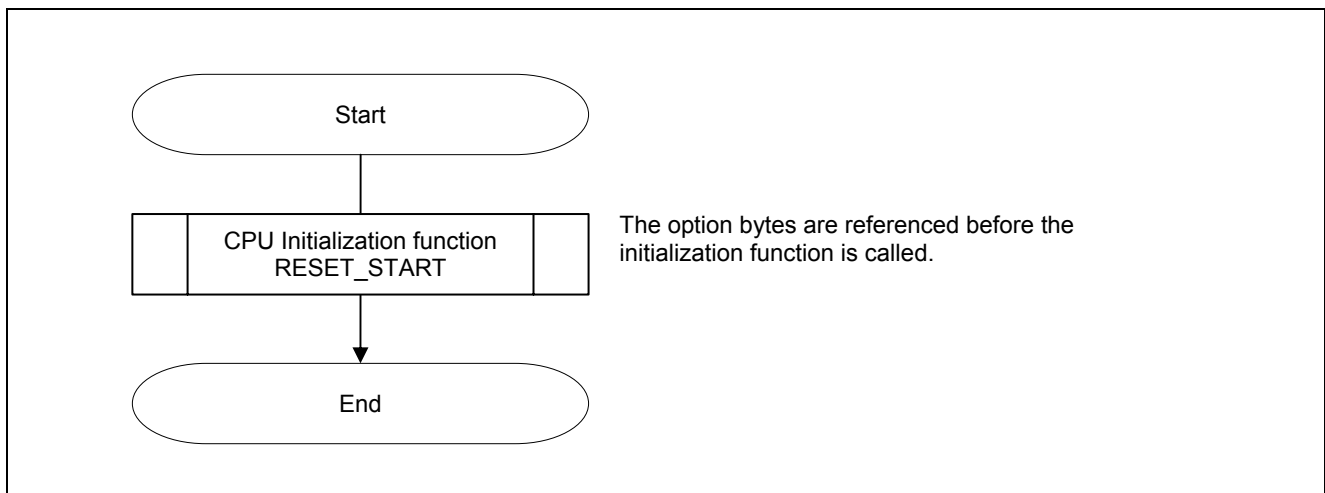 Start
CPU Initialization function
RESET_START
The option bytes are referenced before the
initialization function is called.
End